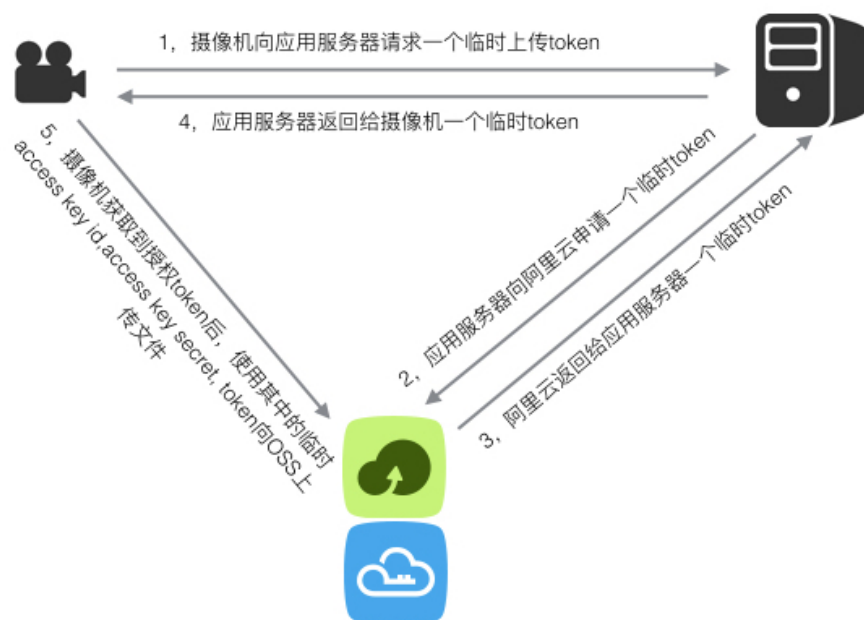 1，摄像机向应用服务器请求一个临时上传token
4，应用服务器返回给摄像机一个临时token
5，摄像机获取到授权token后，使用其中的临时
access key id,access key secret, token向OSS上
传文件
2，应用服务器向阿里云申请一个临时token
3，阿里云返回给应用服务器一个临时token